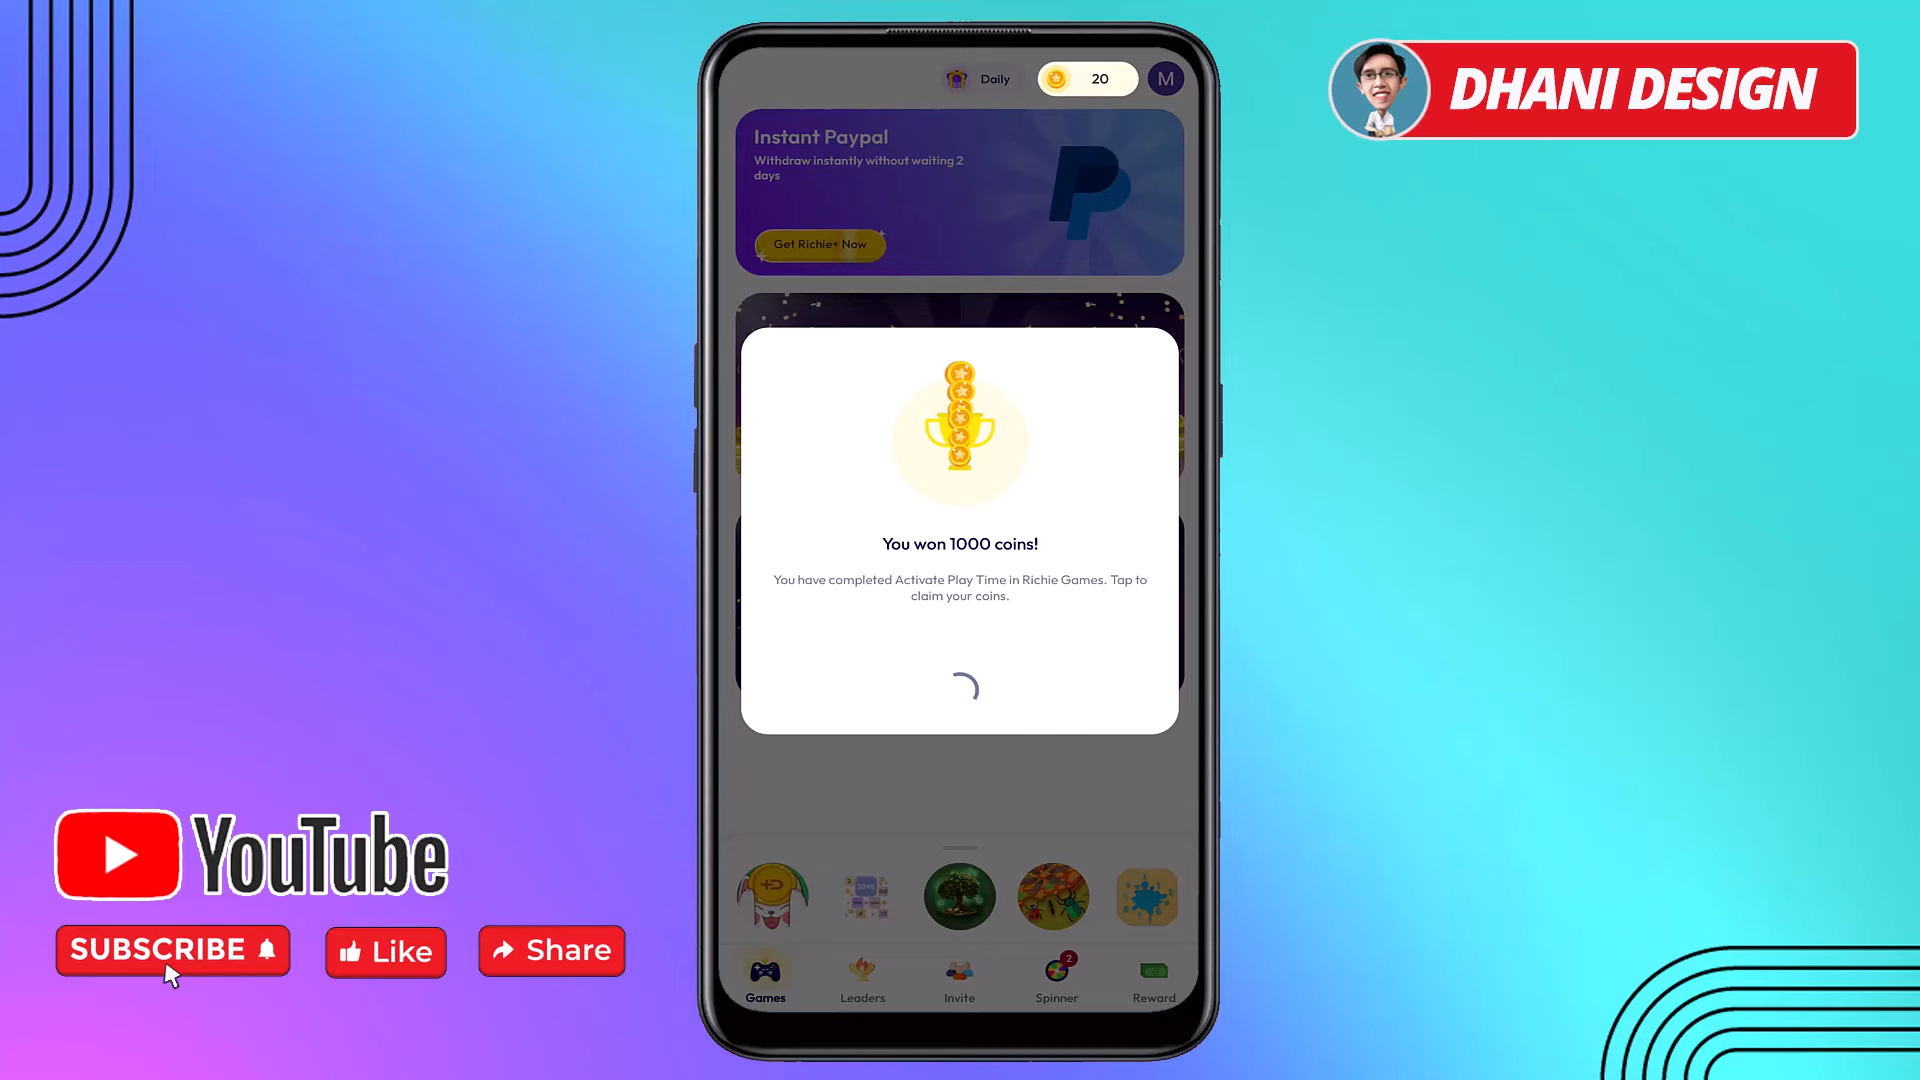 Daily
20
M
DHANI DESIGN
Instant Paypal
Withdraw instantly without waiting 2
days
Get Richie+ Now
You won 1000 coins!
You have completed Activate Play Time in Richie Games. Tap to
claim your coins.
YouTube
SUBSCRIBE
Like
Share
2048
2
Games
Leaders
Invite
Spinner
Reward